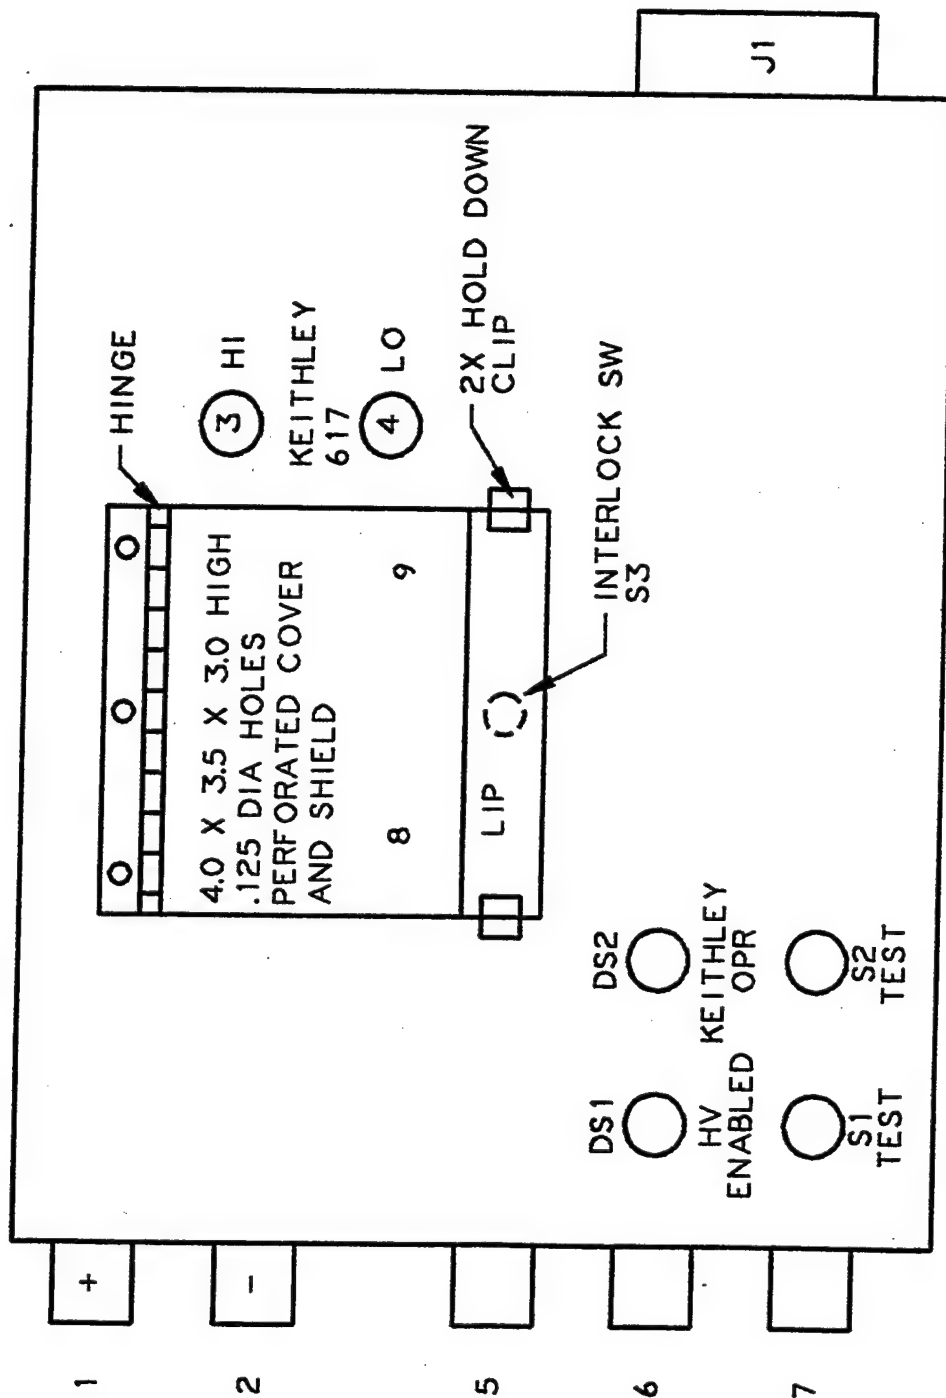 J1
HINGE
3 HI
KEITHLEY
617
4 LO
2X HOLD DOWN
CLIP
INTERLOCK SW
S3
4.0 X 3.5 X 3.0 HIGH
.125 DIA HOLES
PERFORATED COVER
AND SHIELD
8
9
LIP
DS1
HV
ENABLED
DS2
KEITHLEY
OPR
S1
TEST
S2
TEST
+
-
1
2
5
6
7